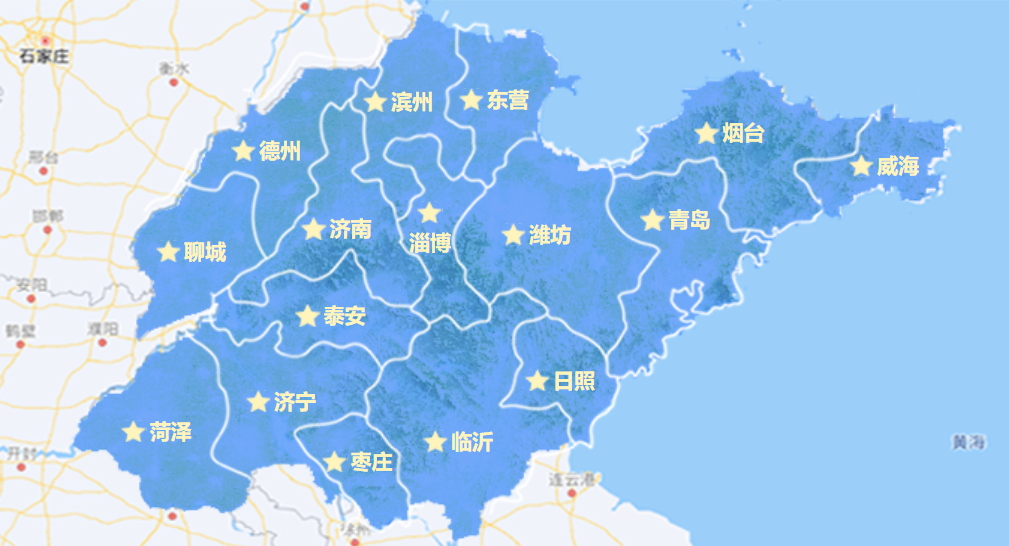 石家庄
衡水
滨州
东营
烟台
德州
邢台
威海
邯郸
青岛
济南
潍坊
淄博
聊城
安阳
泰安
鹤壁
濮阳
日照
济宁
菏泽
临沂
黄海
开封
枣庄
连云港